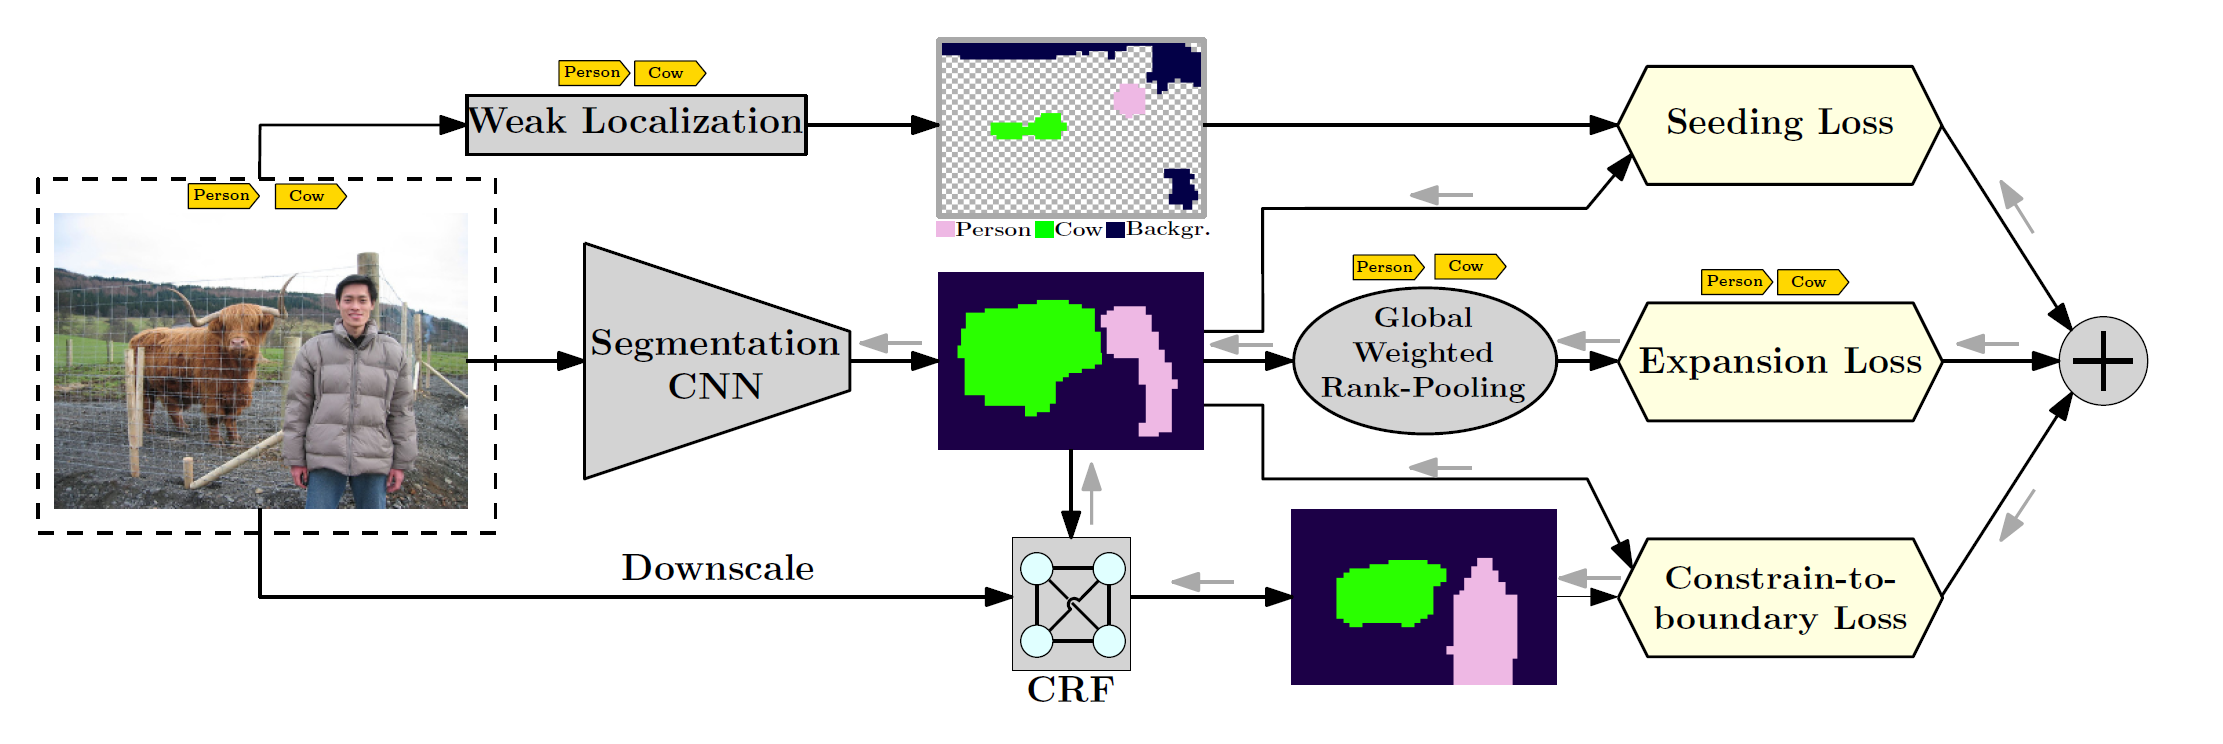 Person Cow
Weak Localization
Person Cow
Person Cow Backgr.
Seeding Loss
Segmentation
CNN
Person Cow
Global
Weighted
Rank-Pooling
Person Cow
Expansion Loss
Downscale
CRF
Constrain-to-
boundary Loss